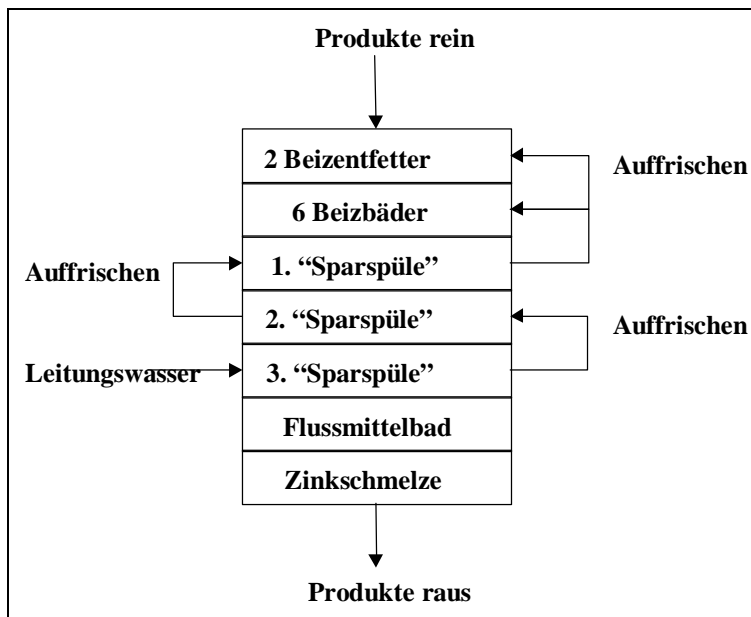 Produkte rein
2 Beizentfetter
Auffrischen
6 Beizbäder
Auffrischen
1. “Sparspüle”
2. “Sparspüle”
Auffrischen
Leitungswasser
3. “Sparspüle”
Flussmittelbad
Zinkschmelze
Produkte raus